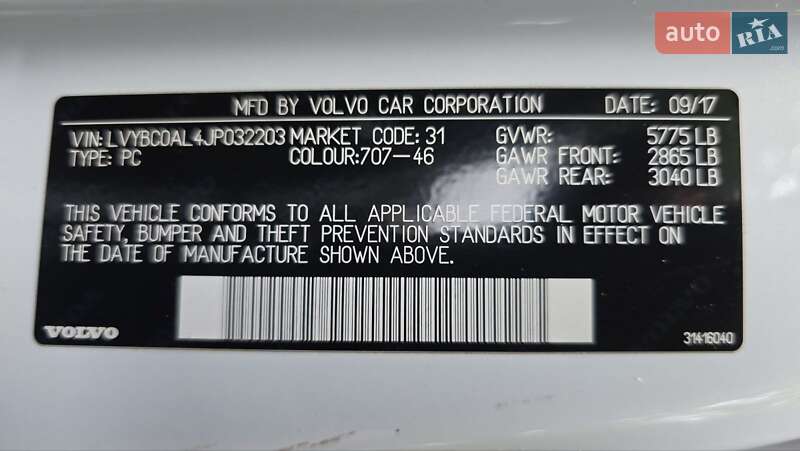 auto RIA.com
MFD BY VOLVO CAR CORPORATION DATE: 09/17
VIN: LVYBC0AL4JP032203 MARKET CODE: 31 GVWR: 5775 LB
TYPE: PC COLOUR:707-46 GAWR FRONT: 2865 LB
GAWR REAR: 3040 LB
THIS VEHICLE CONFORMS TO ALL APPLICABLE FEDERAL MOTOR VEHICLE
SAFETY, BUMPER AND THEFT PREVENTION STANDARDS IN EFFECT ON
THE DATE OF MANUFACTURE SHOWN ABOVE.
VOLVO 31416040